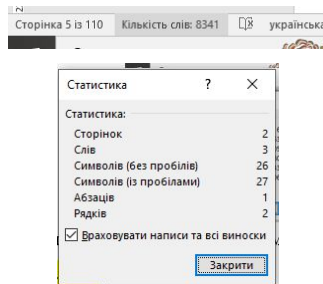 Сторінка 5 із 110 Кількість слів: 8341 українська
Статистика ? ✕
Статистика:
Сторінок 2
Слів 3
Символів (без пробілів) 26
Символів (із пробілами) 27
Абзаців 1
Рядків 2
Враховувати написи та всі виноски
Закрити